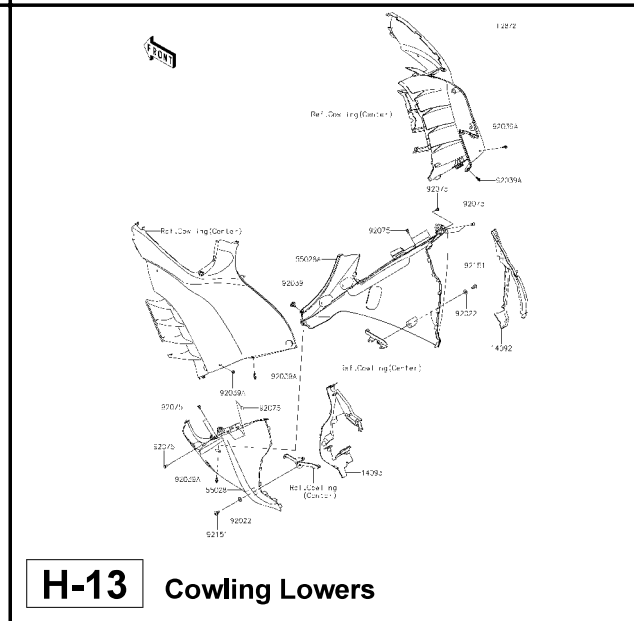 F2872
FRONT
Ref.Cowling(Center)
92039A
92039A
92075
92075
92075
Ref.Cowling(Center)
55028A
92151
92039
92022
14092
Ref.Cowling(Center)
92039A
92039A
92075
92075
92075
14093
92039A
55028
Ref.Cowling
(Center)
92022
92151
H-13 Cowling Lowers